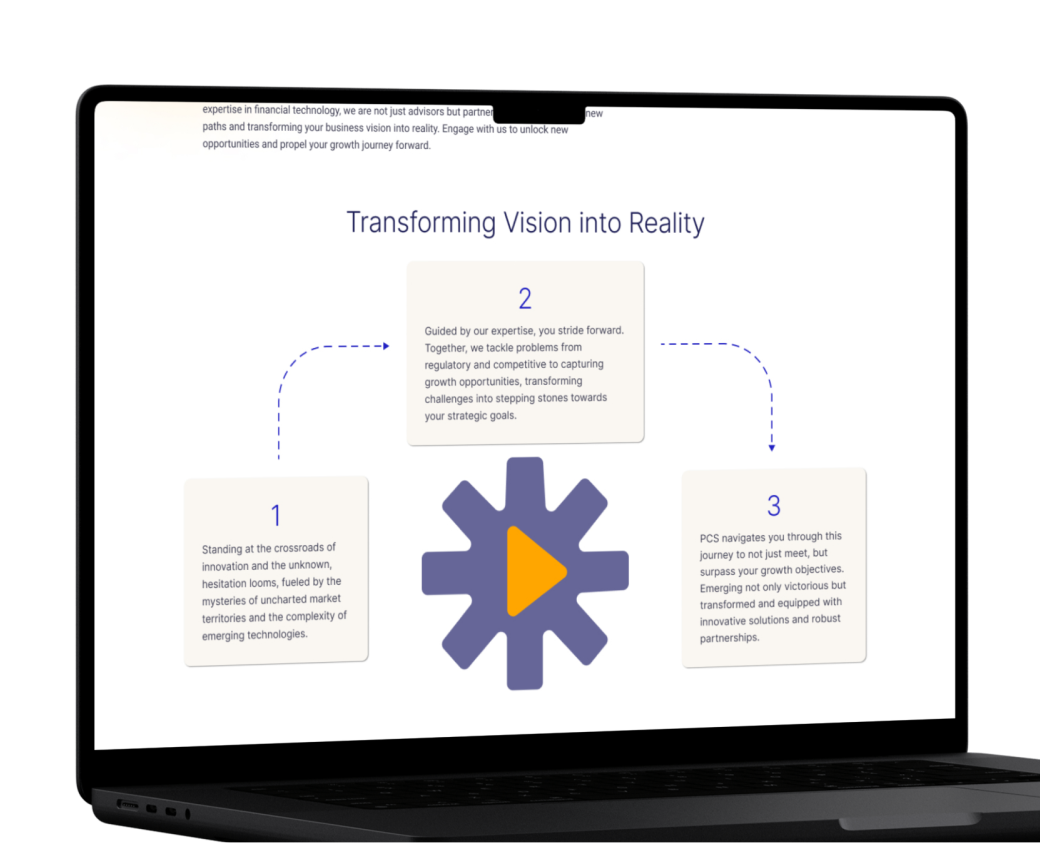 expertise in financial technology, we are not just advisors but partner new
paths and transforming your business vision into reality. Engage with us to unlock new
opportunities and propel your growth journey forward.
Transforming Vision into Reality
1
Standing at the crossroads of
innovation and the unknown,
hesitation looms, fueled by the
mysteries of uncharted market
territories and the complexity of
emerging technologies.
2
Guided by our expertise, you stride forward.
Together, we tackle problems from
regulatory and competitive to capturing
growth opportunities, transforming
challenges into stepping stones towards
your strategic goals.
3
PCS navigates you through this
journey to not just meet, but
surpass your growth objectives.
Emerging not only victorious but
transformed and equipped with
innovative solutions and robust
partnerships.